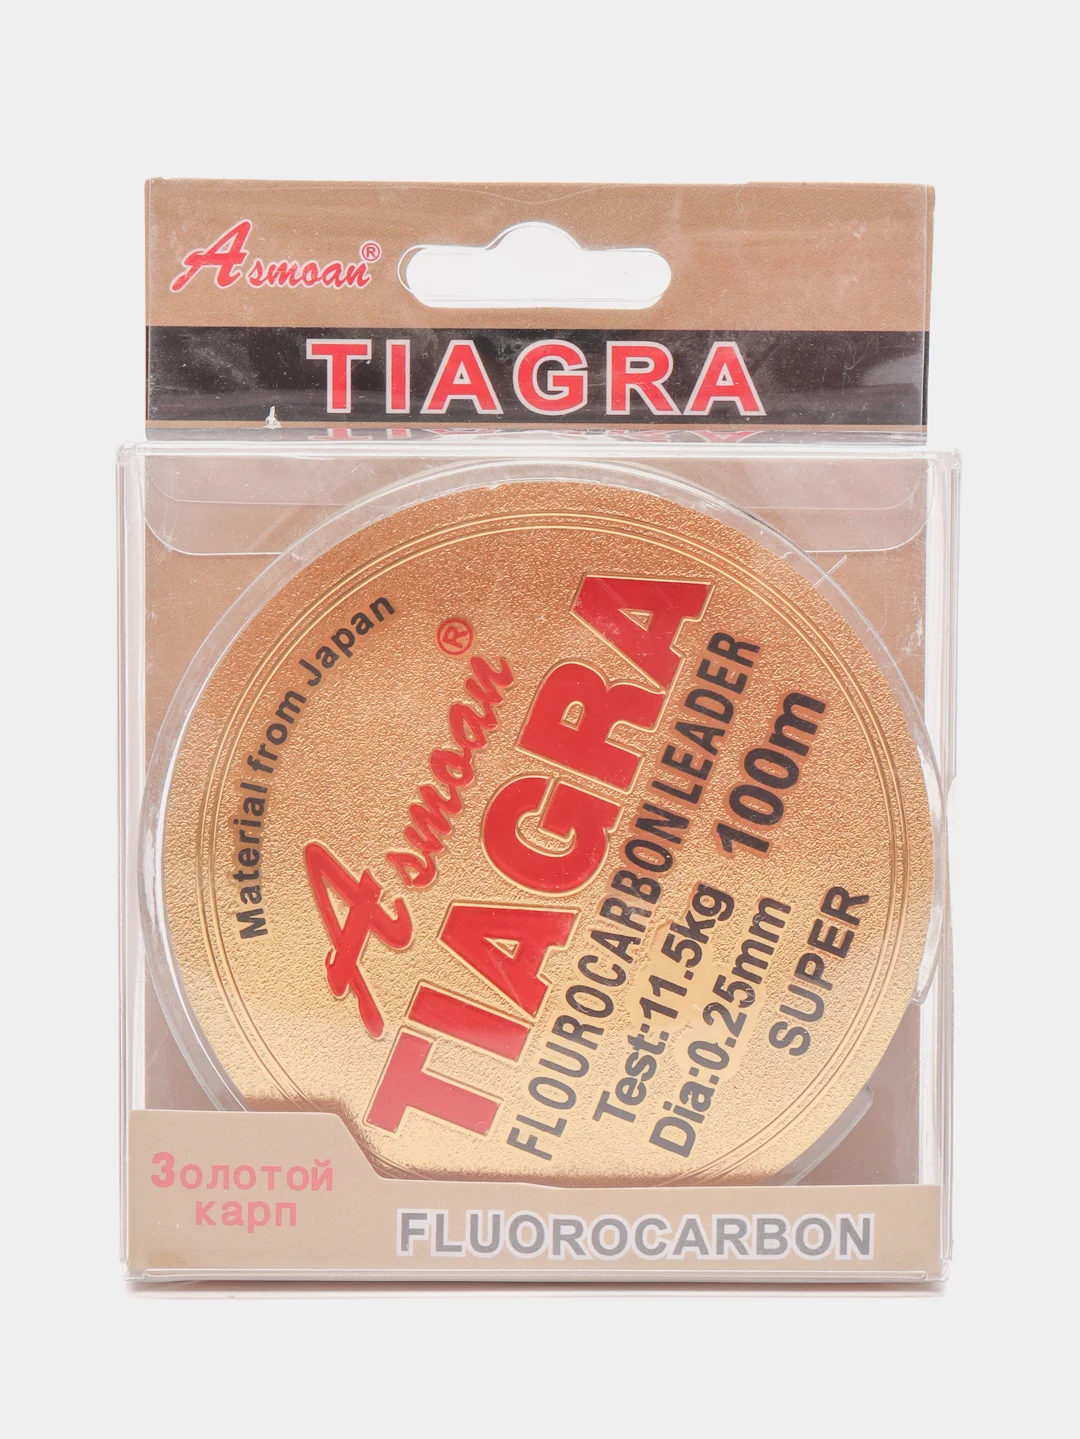 Asmoan®
TIAGRA
Material from Japan
Asmoan®
TIAGRA
FLOUROCARBON LEADER
Test:11.5kg 100m
Dia:0.25mm
SUPER
Золотой
карп
FLUOROCARBON